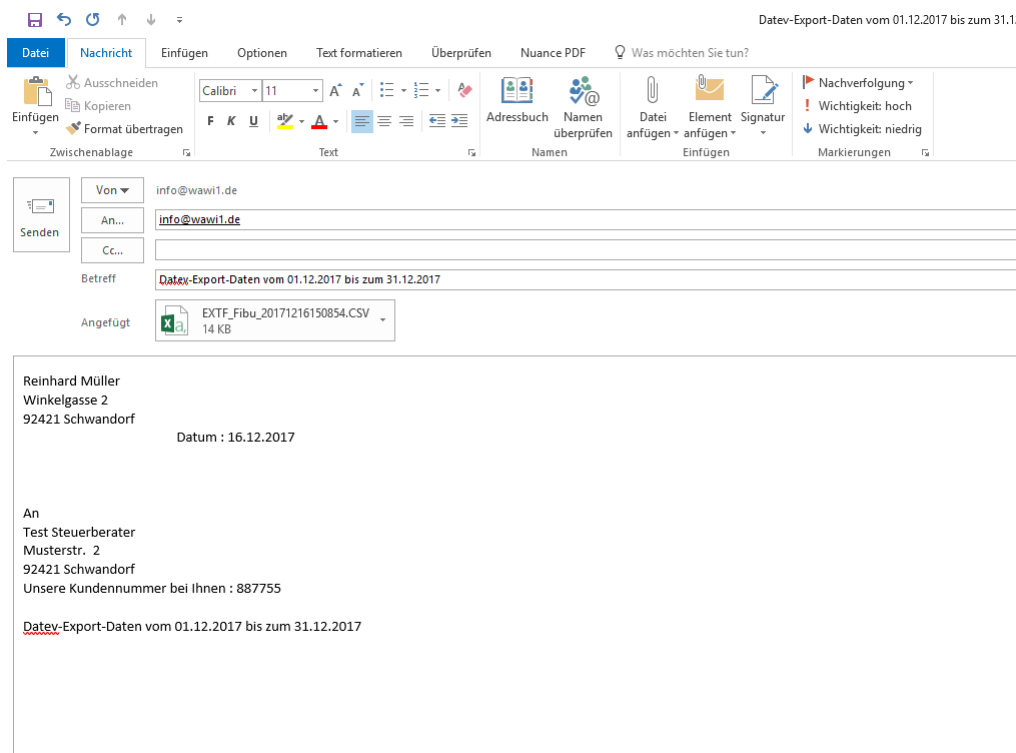 Datev-Export-Daten vom 01.12.2017 bis zum 31.1
Datei Nachricht Einfügen Optionen Text formatieren Überprüfen Nuance PDF Was möchten Sie tun?
Einfügen
Ausschneiden
Kopieren
Format übertragen
Zwischenablage
Calibri 11
F K U
Text
Adressbuch
Namen überprüfen
Namen
Datei anfügen
Element anfügen
Signatur
Einfügen
Nachverfolgung
Wichtigkeit: hoch
Wichtigkeit: niedrig
Markierungen
Senden
Von info@wawi1.de
An... info@wawi1.de
Cc...
Betreff Datev-Export-Daten vom 01.12.2017 bis zum 31.12.2017
Angefügt EXTF_Fibu_20171216150854.CSV
14 KB
Reinhard Müller
Winkelgasse 2
92421 Schwandorf
Datum : 16.12.2017
An
Test Steuerberater
Musterstr.  2
92421 Schwandorf
Unsere Kundennummer bei Ihnen : 887755
Datev-Export-Daten vom 01.12.2017 bis zum 31.12.2017